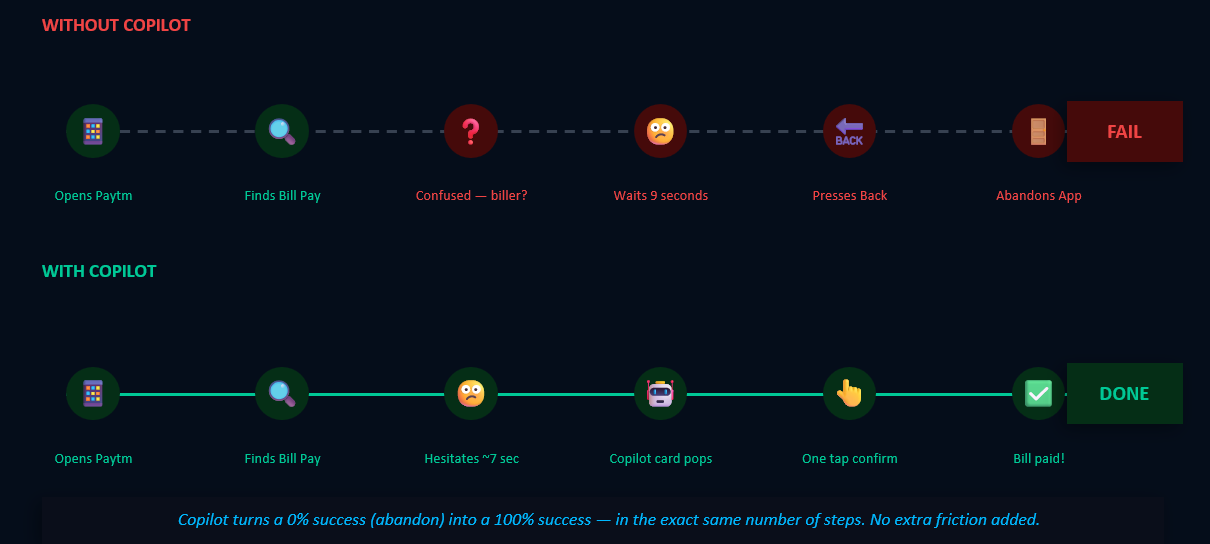 WITHOUT COPILOT
BACK
FAIL
Opens Paytm
Finds Bill Pay
Confused — biller?
Waits 9 seconds
Presses Back
Abandons App
WITH COPILOT
DONE
Opens Paytm
Finds Bill Pay
Hesitates ~7 sec
Copilot card pops
One tap confirm
Bill paid!
Copilot turns a 0% success (abandon) into a 100% success — in the exact same number of steps. No extra friction added.